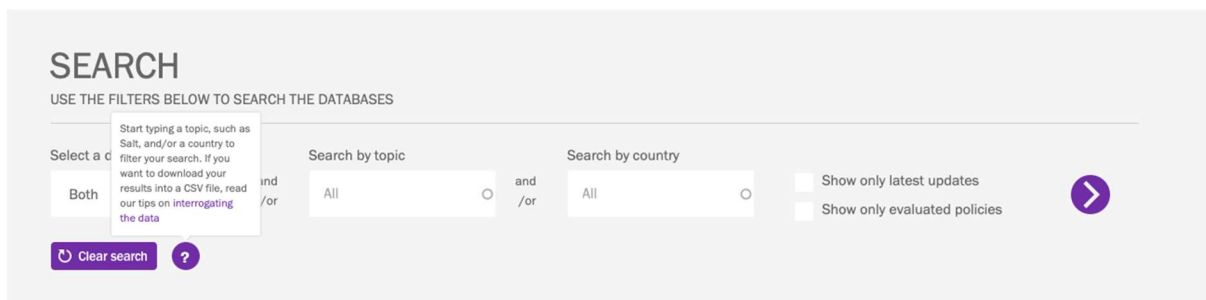 SEARCH
USE THE FILTERS BELOW TO SEARCH THE DATABASES
Start typing a topic, such as
Salt, and/or a country to
filter your search. If you
want to download your
results into a CSV file, read
our tips on interrogating
the data
Select a d
Both
/or
Search by topic
All
and
/or
Search by country
All
Show only latest updates
Show only evaluated policies
Clear search
?